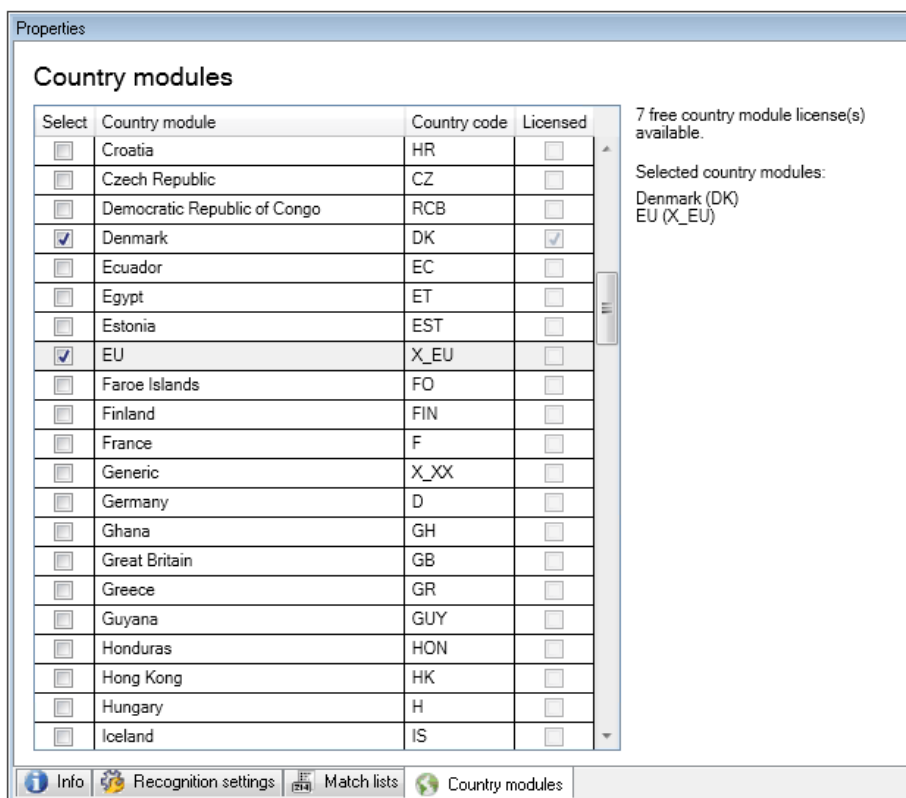 Properties
Country modules
Select Country module Country code Licensed
Croatia HR
Czech Republic CZ
Democratic Republic of Congo RCB
Denmark DK
Ecuador EC
Egypt ET
Estonia EST
EU X_EU
Faroe Islands FO
Finland FIN
France F
Generic X_XX
Germany D
Ghana GH
Great Britain GB
Greece GR
Guyana GUY
Honduras HON
Hong Kong HK
Hungary H
Iceland IS
7 free country module license(s)
available.
Selected country modules:
Denmark (DK)
EU (X_EU)
Info Recognition settings Match lists Country modules